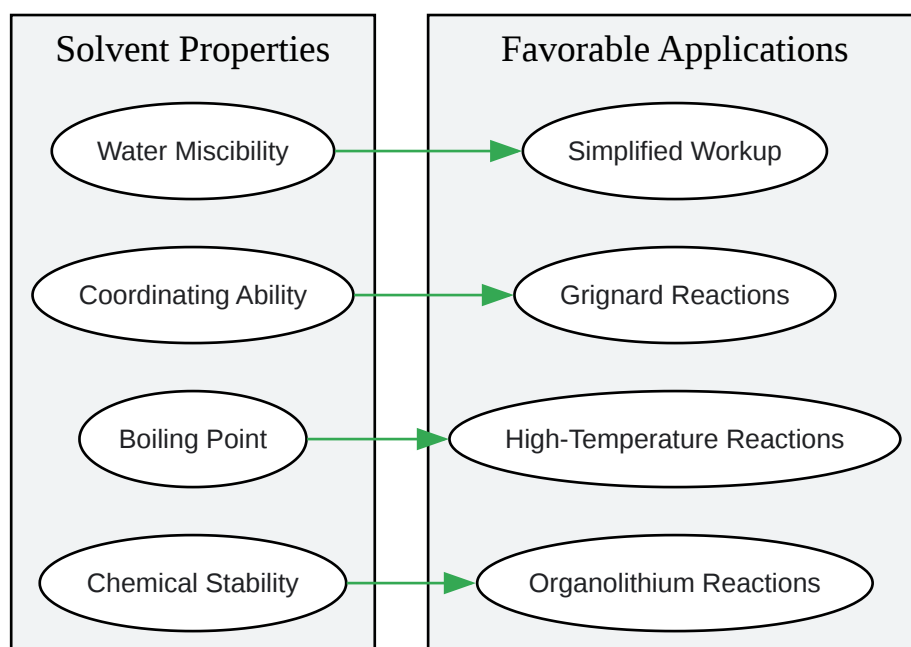 Solvent Properties
Favorable Applications
Water Miscibility
Simplified Workup
Coordinating Ability
Grignard Reactions
Boiling Point
High-Temperature Reactions
Chemical Stability
Organolithium Reactions